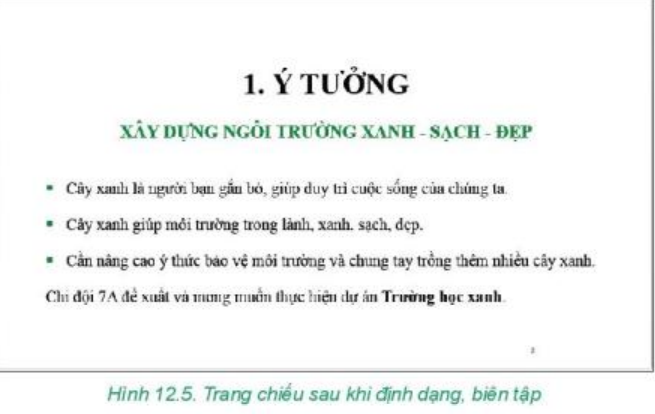 1. Ý TƯỞNG
XÂY DỰNG NGÔI TRƯỜNG XANH - SẠCH - ĐẸP
▪ Cây xanh là người bạn gắn bó, giúp duy trì cuộc sống của chúng ta.
▪ Cây xanh giúp môi trường trong lành, xanh. sạch, đẹp.
▪ Cần nâng cao ý thức bảo vệ môi trường và chung tay trồng thêm nhiều cây xanh.
Chi đội 7A đề xuất và mong muốn thực hiện dự án Trường học xanh.
Hình 12.5. Trang chiếu sau khi định dạng, biên tập